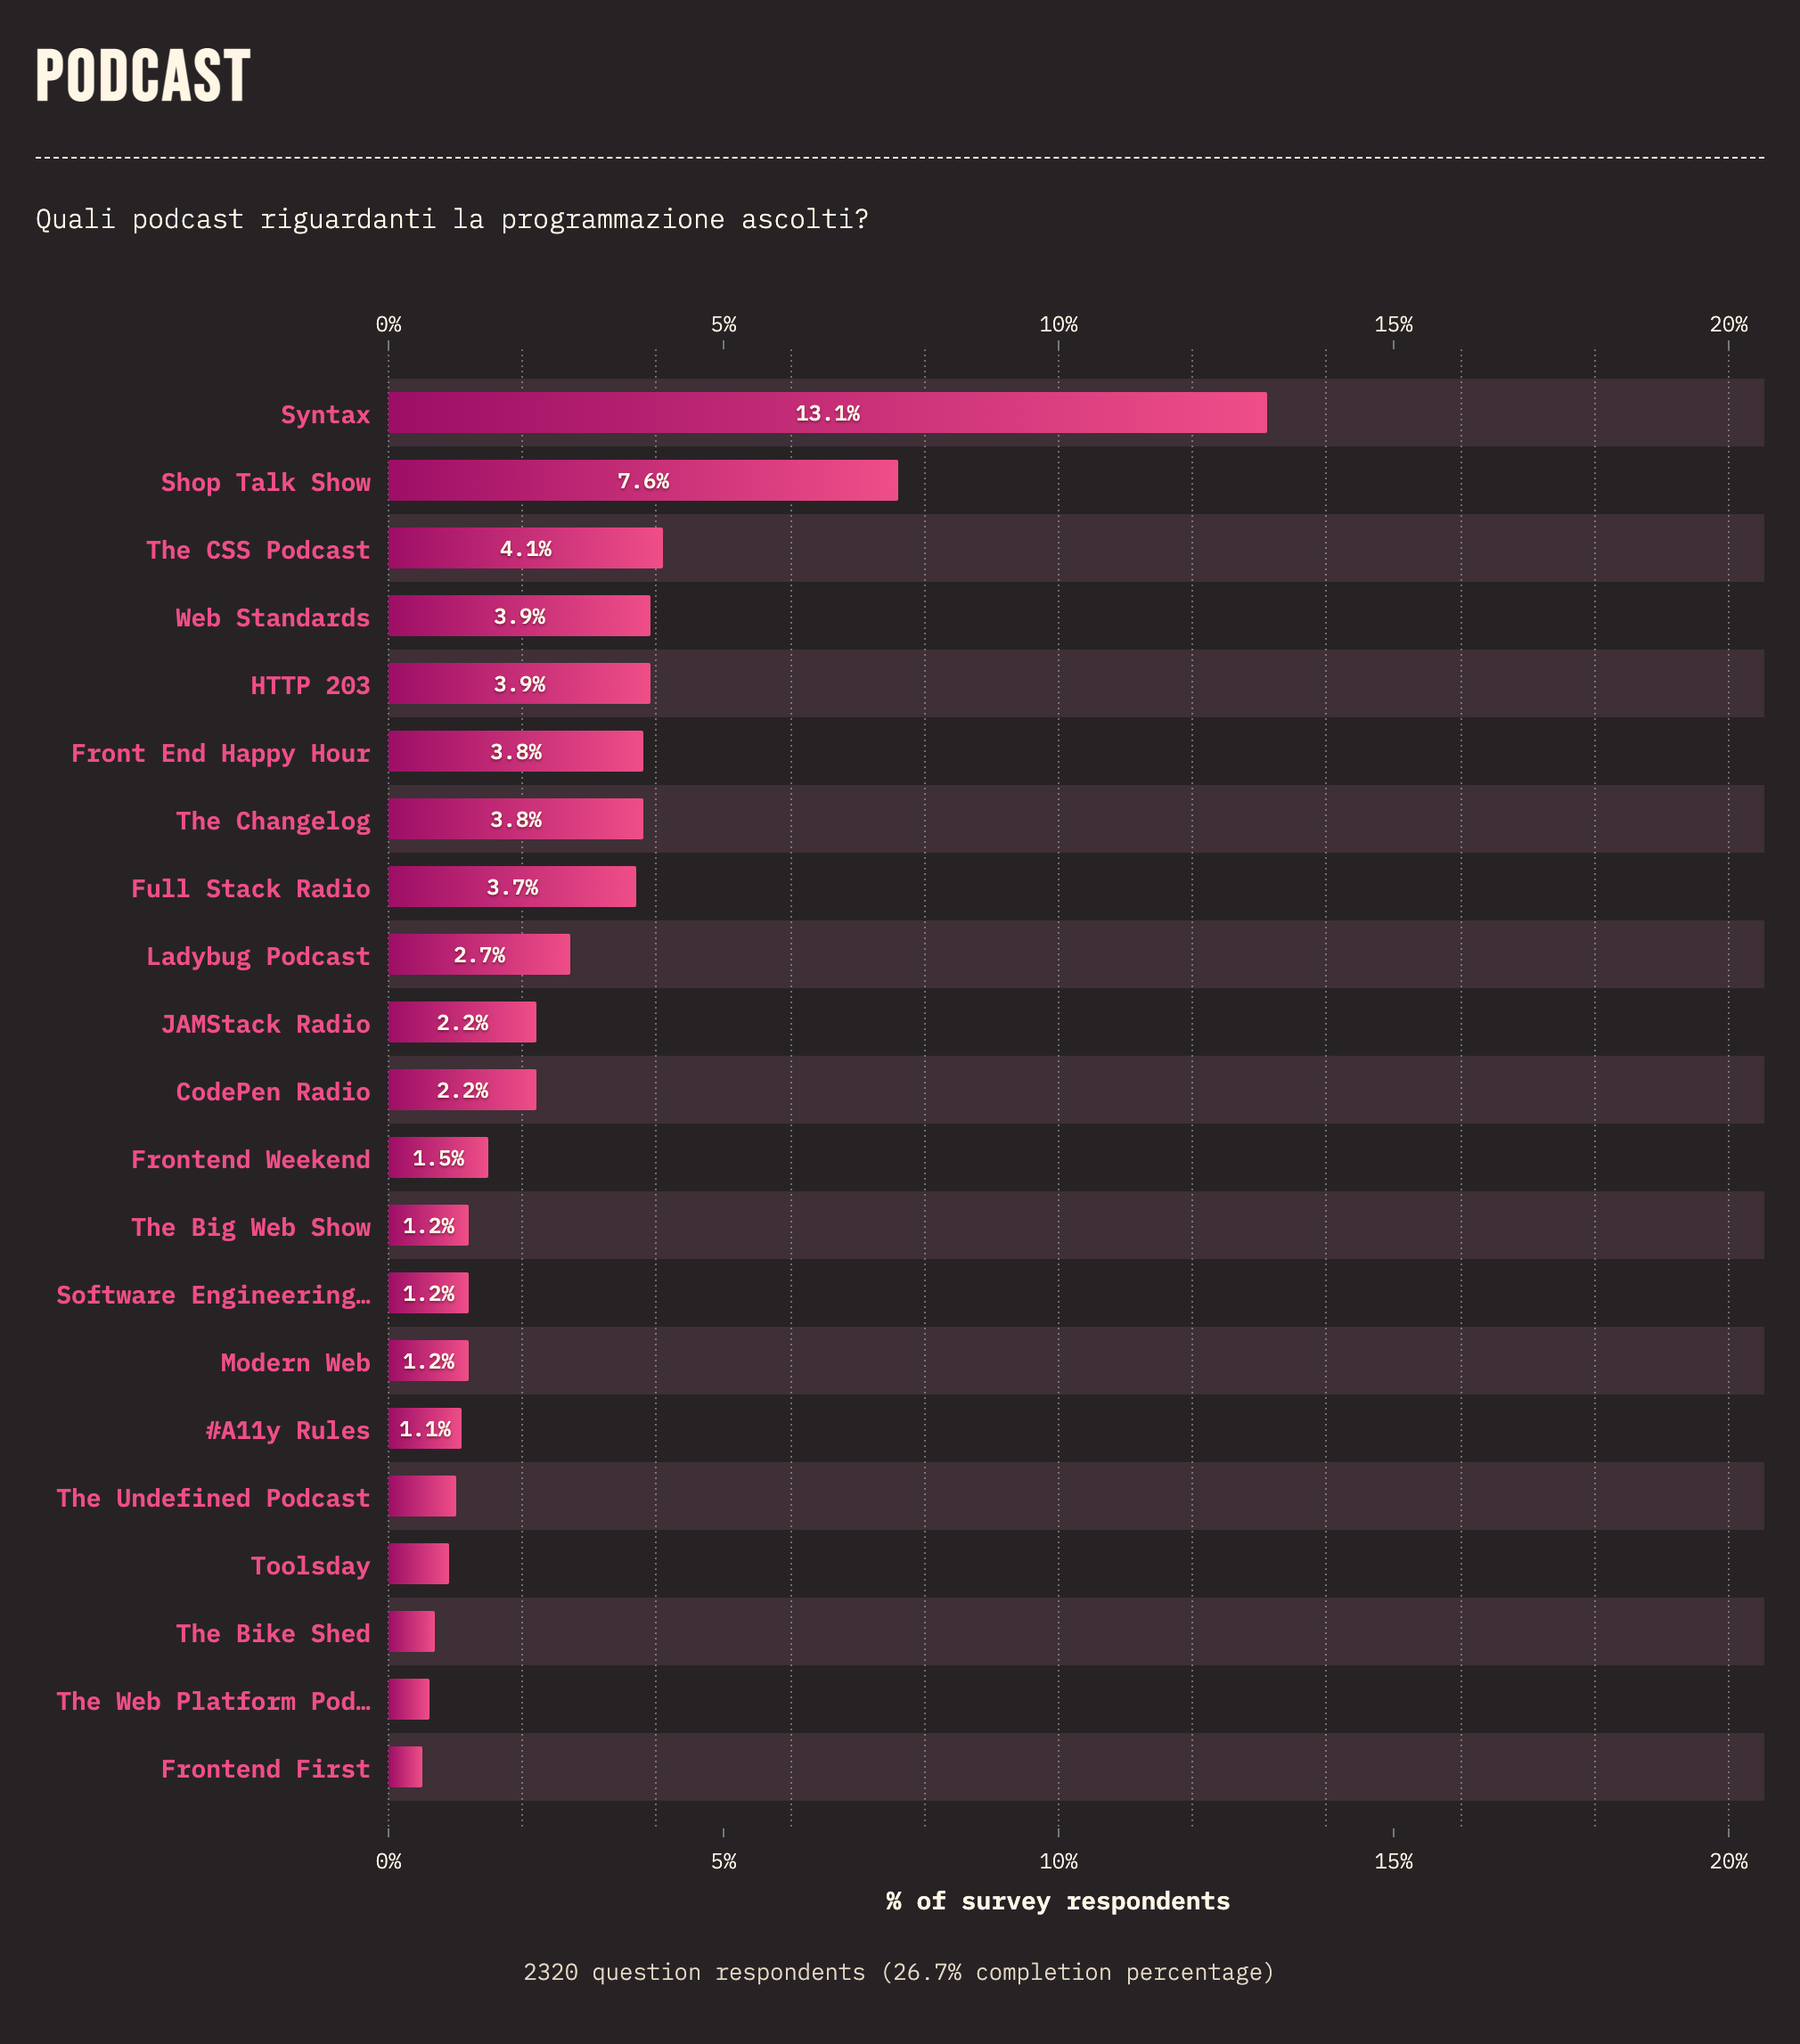 PODCAST
Quali podcast riguardanti la programmazione ascolti?
0% 5% 10% 15% 20%
Syntax 13.1%
Shop Talk Show 7.6%
The CSS Podcast 4.1%
Web Standards 3.9%
HTTP 203 3.9%
Front End Happy Hour 3.8%
The Changelog 3.8%
Full Stack Radio 3.7%
Ladybug Podcast 2.7%
JAMStack Radio 2.2%
CodePen Radio 2.2%
Frontend Weekend 1.5%
The Big Web Show 1.2%
Software Engineering… 1.2%
Modern Web 1.2%
#A11y Rules 1.1%
The Undefined Podcast
Toolsday
The Bike Shed
The Web Platform Pod…
Frontend First
0% 5% 10% 15% 20%
% of survey respondents
2320 question respondents (26.7% completion percentage)